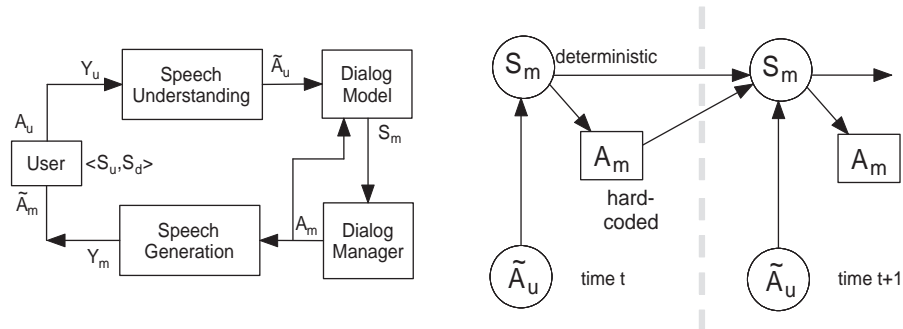 Y_u
Speech
Understanding
Ã_u
Dialog
Model
A_u
S_m
User
<S_u,S_d>
Ã_m
Y_m
Speech
Generation
A_m
Dialog
Manager
S_m
deterministic
S_m
A_m
hard-
coded
A_m
Ã_u
time t
Ã_u
time t+1